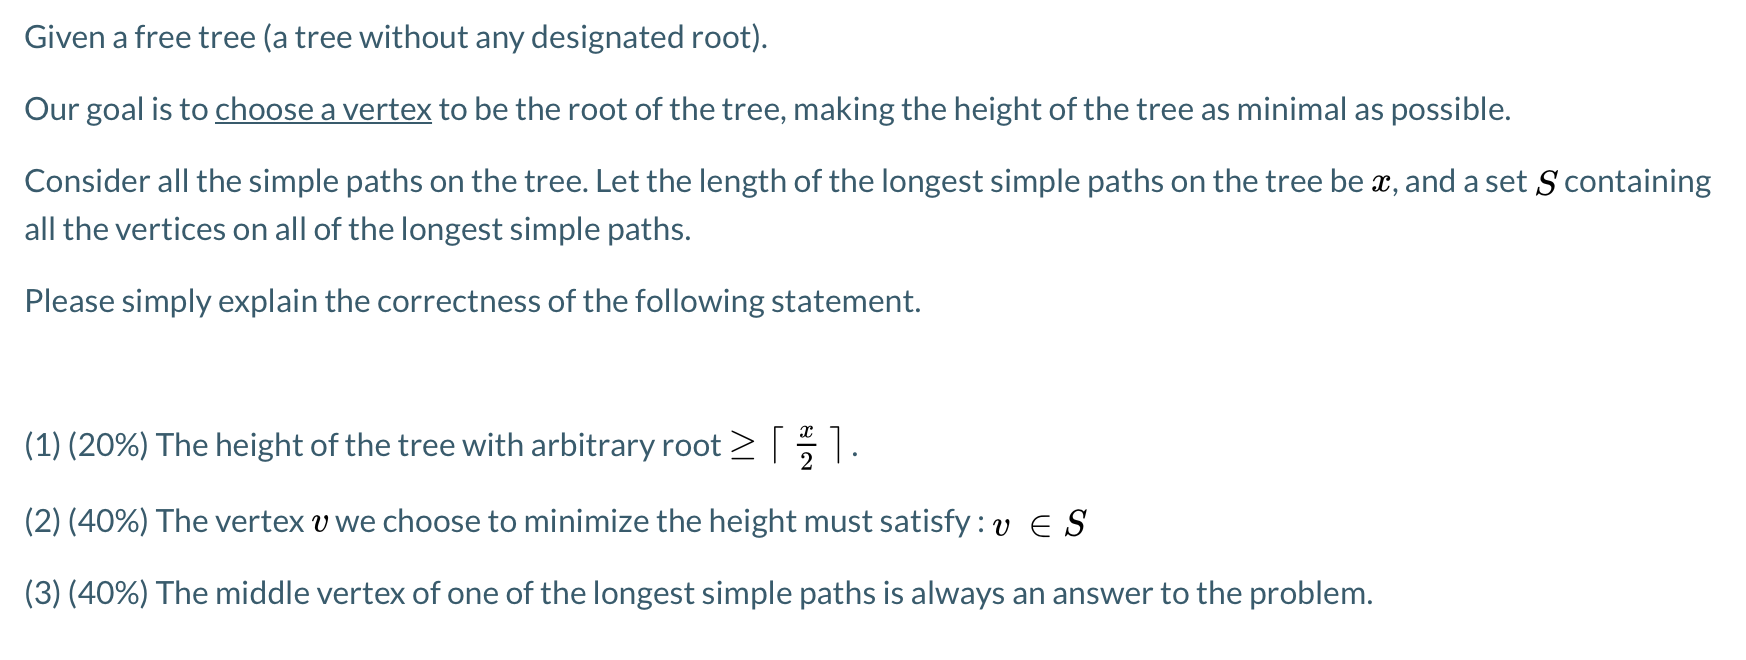 Given a free tree (a tree without any designated root).
Our goal is to choose a vertex to be the root of the tree, making the height of the tree as minimal as possible.
Consider all the simple paths on the tree. Let the length of the longest simple paths on the tree be x, and a set S containing
all the vertices on all of the longest simple paths.
Please simply explain the correctness of the following statement.
(1) (20%) The height of the tree with arbitrary root ≥ ⌈ x/2 ⌉.
(2) (40%) The vertex v we choose to minimize the height must satisfy : v ∈ S
(3) (40%) The middle vertex of one of the longest simple paths is always an answer to the problem.